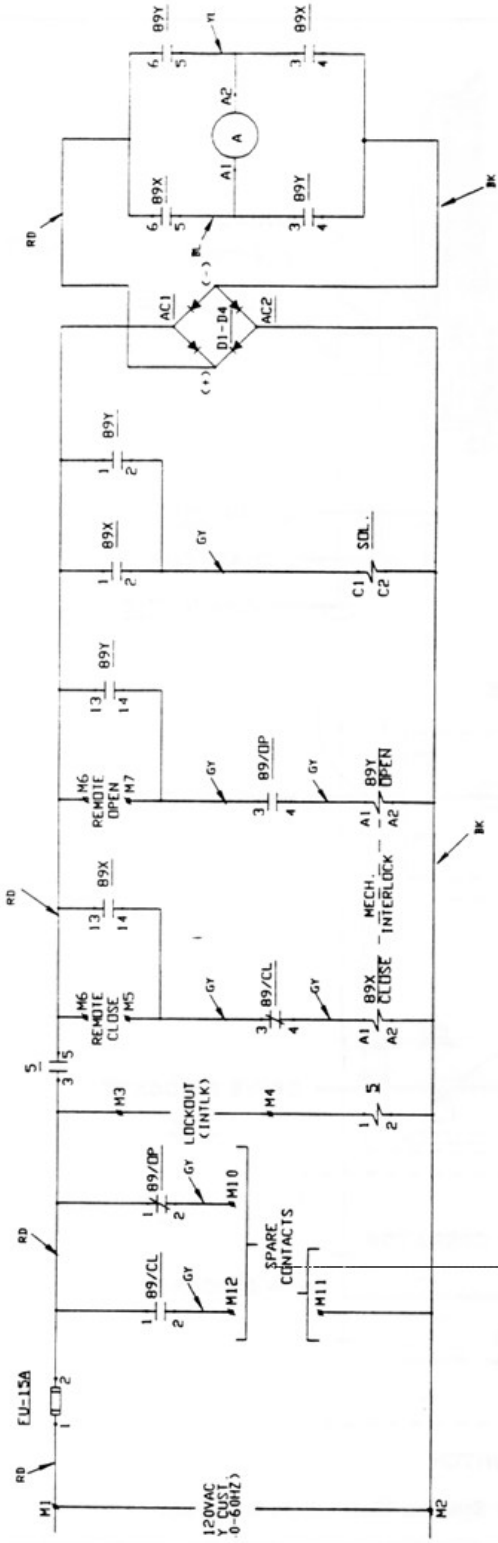 M1
120VAC
Y CUST.
0-60HZ)
M2
RD
FU-15A
1
2
RD
89/CL
1
2
GY
M12
89/OP
1
2
GY
M10
SPARE
CONTACTS
M11
M3
LOCKOUT
(INTLK)
M4
5
1
2
5
3
5
RD
M6
REMOTE
CLOSE
M5
89X
13
14
GY
89/CL
3
4
GY
89X
CLOSE
A1
A2
MECH.
INTERLOCK
M6
REMOTE
OPEN
M7
89Y
13
14
GY
89/OP
3
4
GY
89Y
OPEN
A1
A2
BK
89X
1
2
89Y
1
2
GY
SOL.
C1
C2
AC1
D1-D4
AC2
(+)
(-)
RD
BK
89X
6
5
BL
89Y
3
4
A1
A
A2
89Y
6
5
Y1
89X
3
4